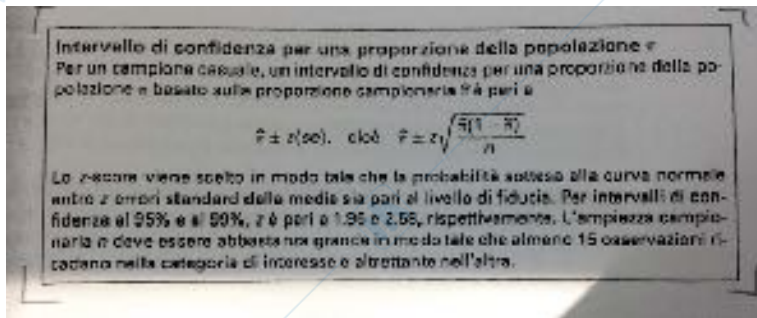 Intervallo di confidenza per una proporzione della popolazione π
Per un campione casuale, un intervallo di confidenza per una proporzione della po-
polazione π basato sulla proporzione campionaria π̂ è pari a
π̂ ± z(se), cioè π̂ ± z√(π̂(1 − π̂)/n)
Lo z-score viene scelto in modo tale che la probabilità sottesa alla curva normale
entro z errori standard dalla media sia pari al livello di fiducia. Per intervalli di con-
fidenza al 95% e al 99%, z è pari a 1.96 e 2.58, rispettivamente. L'ampiezza campio-
naria n deve essere abbastanza grande in modo tale che almeno 15 osservazioni ri-
cadano nella categoria di interesse e altrettante nell'altra.